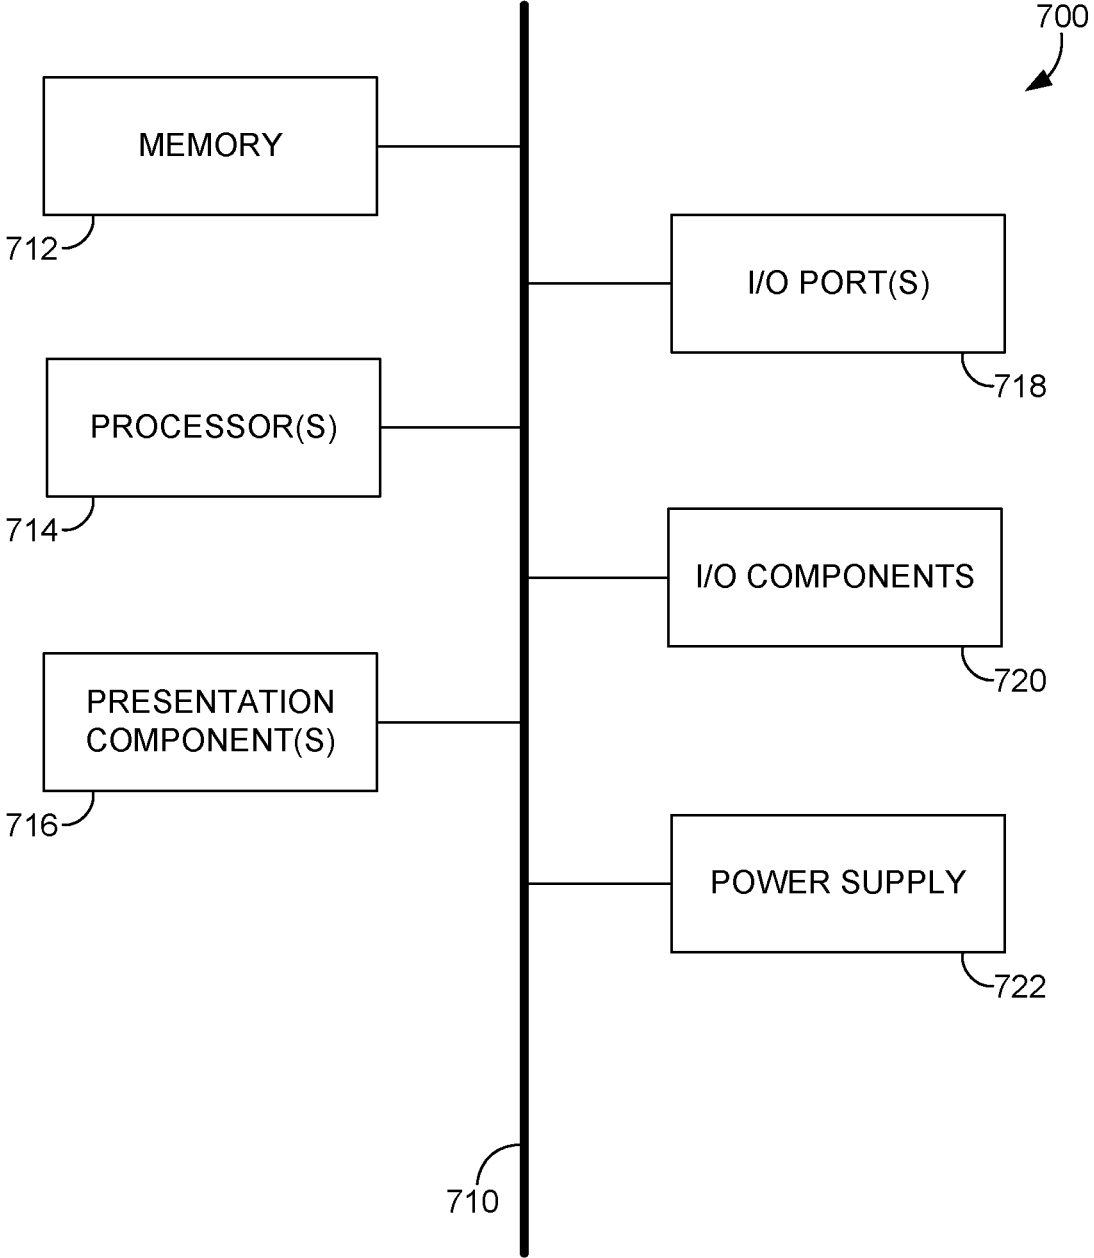 700
MEMORY
712
I/O PORT(S)
718
PROCESSOR(S)
714
I/O COMPONENTS
720
PRESENTATION
COMPONENT(S)
716
POWER SUPPLY
722
710